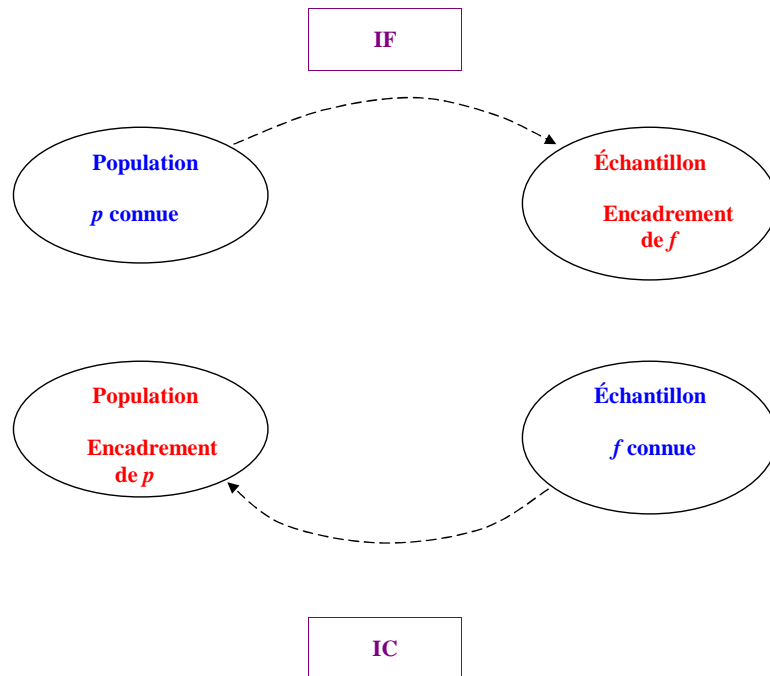 IF
Population
p connue
Échantillon
Encadrement
de f
Population
Encadrement
de p
Échantillon
f connue
IC